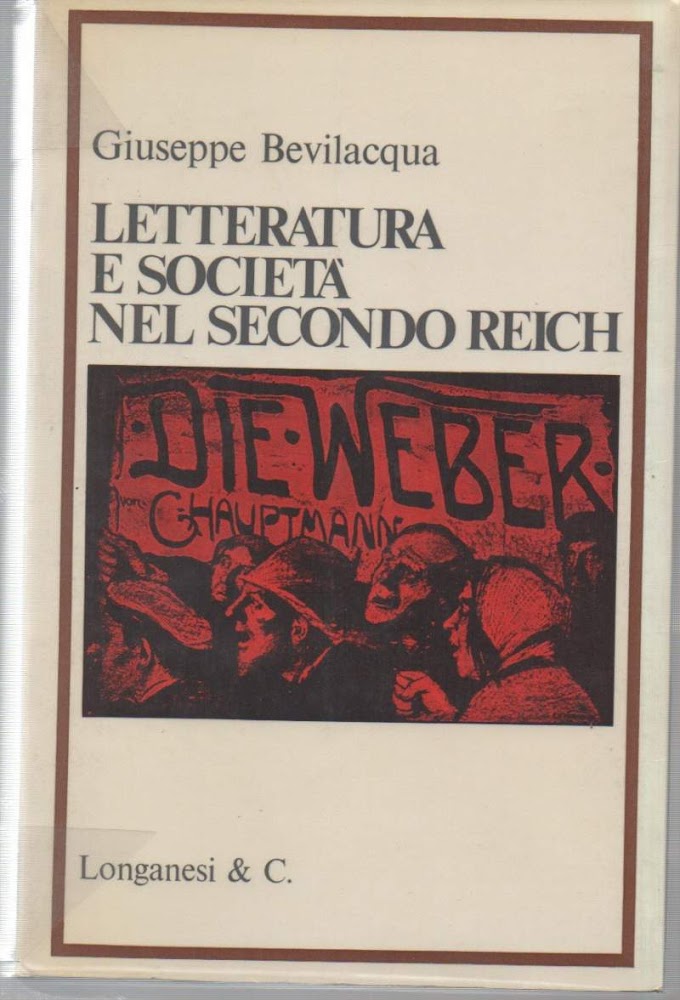 Giuseppe Bevilacqua
LETTERATURA
E SOCIETÀ
NEL SECONDO REICH
·DIE·WEBER·
von
G·HAUPTMANN
Longanesi & C.